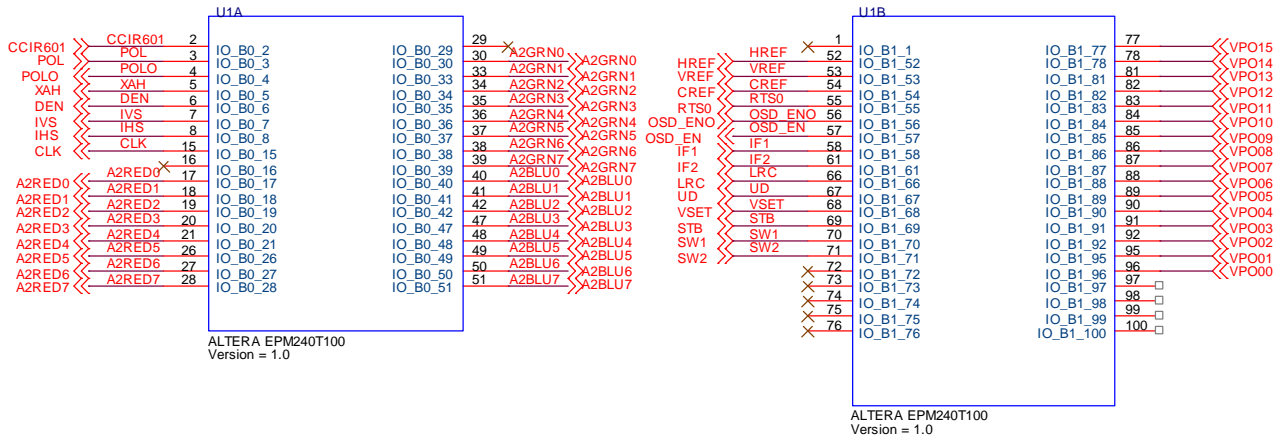 U1A
CCIR601 CCIR601 2 IO_B0_2
POL POL 3 IO_B0_3
POLO POLO 4 IO_B0_4
XAH XAH 5 IO_B0_5
DEN DEN 6 IO_B0_6
IVS IVS 7 IO_B0_7
IHS IHS 8 IO_B0_8
CLK CLK 15 IO_B0_15
16 IO_B0_16
A2RED0 A2RED0 17 IO_B0_17
A2RED1 A2RED1 18 IO_B0_18
A2RED2 A2RED2 19 IO_B0_19
A2RED3 A2RED3 20 IO_B0_20
A2RED4 A2RED4 21 IO_B0_21
A2RED5 A2RED5 26 IO_B0_26
A2RED6 A2RED6 27 IO_B0_27
A2RED7 A2RED7 28 IO_B0_28
IO_B0_29 29
IO_B0_30 30 A2GRN0 A2GRN0
IO_B0_33 33 A2GRN1 A2GRN1
IO_B0_34 34 A2GRN2 A2GRN2
IO_B0_35 35 A2GRN3 A2GRN3
IO_B0_36 36 A2GRN4 A2GRN4
IO_B0_37 37 A2GRN5 A2GRN5
IO_B0_38 38 A2GRN6 A2GRN6
IO_B0_39 39 A2GRN7 A2GRN7
IO_B0_40 40 A2BLU0 A2BLU0
IO_B0_41 41 A2BLU1 A2BLU1
IO_B0_42 42 A2BLU2 A2BLU2
IO_B0_47 47 A2BLU3 A2BLU3
IO_B0_48 48 A2BLU4 A2BLU4
IO_B0_49 49 A2BLU5 A2BLU5
IO_B0_50 50 A2BLU6 A2BLU6
IO_B0_51 51 A2BLU7 A2BLU7
ALTERA EPM240T100
Version = 1.0
U1B
1 IO_B1_1
HREF HREF 52 IO_B1_52
VREF VREF 53 IO_B1_53
CREF CREF 54 IO_B1_54
RTS0 RTS0 55 IO_B1_55
OSD_ENO OSD_ENO 56 IO_B1_56
OSD_EN OSD_EN 57 IO_B1_57
IF1 IF1 58 IO_B1_58
IF2 IF2 61 IO_B1_61
LRC LRC 66 IO_B1_66
UD UD 67 IO_B1_67
VSET VSET 68 IO_B1_68
STB STB 69 IO_B1_69
SW1 SW1 70 IO_B1_70
SW2 SW2 71 IO_B1_71
72 IO_B1_72
73 IO_B1_73
74 IO_B1_74
75 IO_B1_75
76 IO_B1_76
IO_B1_77 77 VPO15
IO_B1_78 78 VPO14
IO_B1_81 81 VPO13
IO_B1_82 82 VPO12
IO_B1_83 83 VPO11
IO_B1_84 84 VPO10
IO_B1_85 85 VPO09
IO_B1_86 86 VPO08
IO_B1_87 87 VPO07
IO_B1_88 88 VPO06
IO_B1_89 89 VPO05
IO_B1_90 90 VPO04
IO_B1_91 91 VPO03
IO_B1_92 92 VPO02
IO_B1_95 95 VPO01
IO_B1_96 96 VPO00
IO_B1_97 97
IO_B1_98 98
IO_B1_99 99
IO_B1_100 100
ALTERA EPM240T100
Version = 1.0